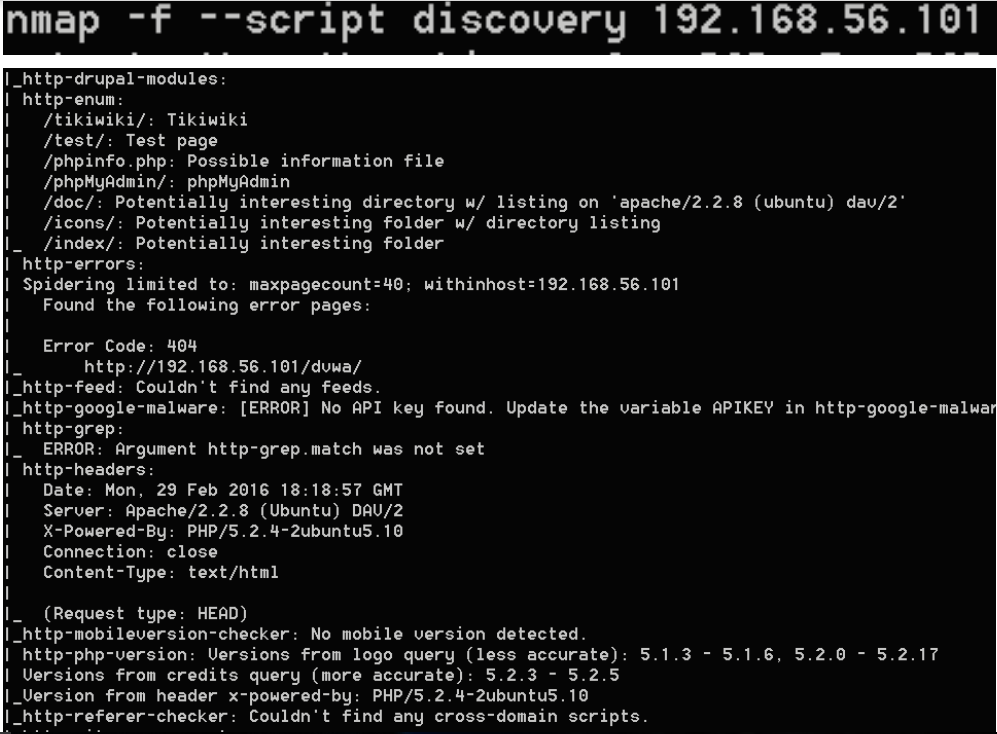 nmap -f --script discovery 192.168.56.101
|_http-drupal-modules:
| http-enum:
|   /tikiwiki/: Tikiwiki
|   /test/: Test page
|   /phpinfo.php: Possible information file
|   /phpMyAdmin/: phpMyAdmin
|   /doc/: Potentially interesting directory w/ listing on 'apache/2.2.8 (ubuntu) dav/2'
|   /icons/: Potentially interesting folder w/ directory listing
|_  /index/: Potentially interesting folder
| http-errors:
| Spidering limited to: maxpagecount=40; withinhost=192.168.56.101
|   Found the following error pages:
|
|   Error Code: 404
|_      http://192.168.56.101/dvwa/
|_http-feed: Couldn't find any feeds.
|_http-google-malware: [ERROR] No API key found. Update the variable APIKEY in http-google-malwar
| http-grep:
|_  ERROR: Argument http-grep.match was not set
| http-headers:
|   Date: Mon, 29 Feb 2016 18:18:57 GMT
|   Server: Apache/2.2.8 (Ubuntu) DAV/2
|   X-Powered-By: PHP/5.2.4-2ubuntu5.10
|   Connection: close
|   Content-Type: text/html
|
|_  (Request type: HEAD)
|_http-mobileversion-checker: No mobile version detected.
| http-php-version: Versions from logo query (less accurate): 5.1.3 - 5.1.6, 5.2.0 - 5.2.17
| Versions from credits query (more accurate): 5.2.3 - 5.2.5
|_Version from header x-powered-by: PHP/5.2.4-2ubuntu5.10
|_http-referer-checker: Couldn't find any cross-domain scripts.